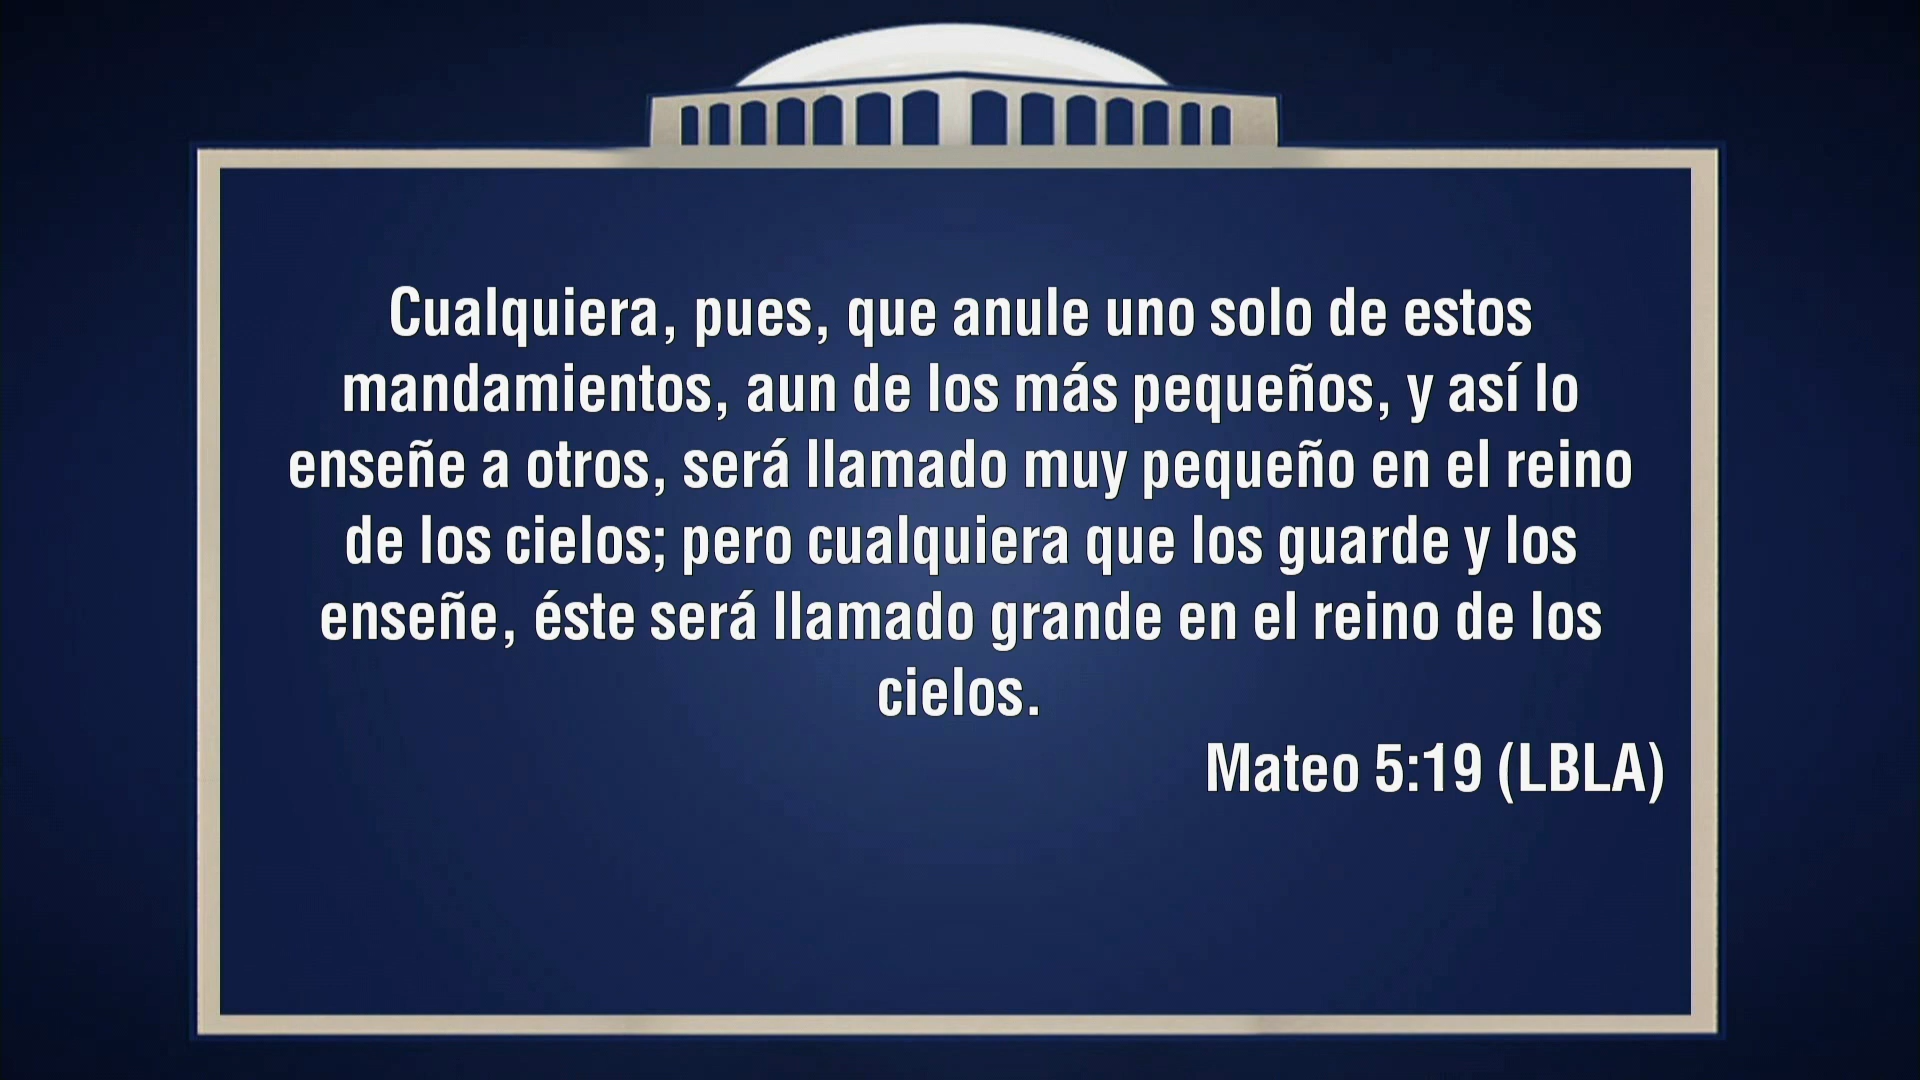 Cualquiera, pues, que anule uno solo de estos
mandamientos, aun de los más pequeños, y así lo
enseñe a otros, será llamado muy pequeño en el reino
de los cielos; pero cualquiera que los guarde y los
enseñe, éste será llamado grande en el reino de los
cielos.
Mateo 5:19 (LBLA)